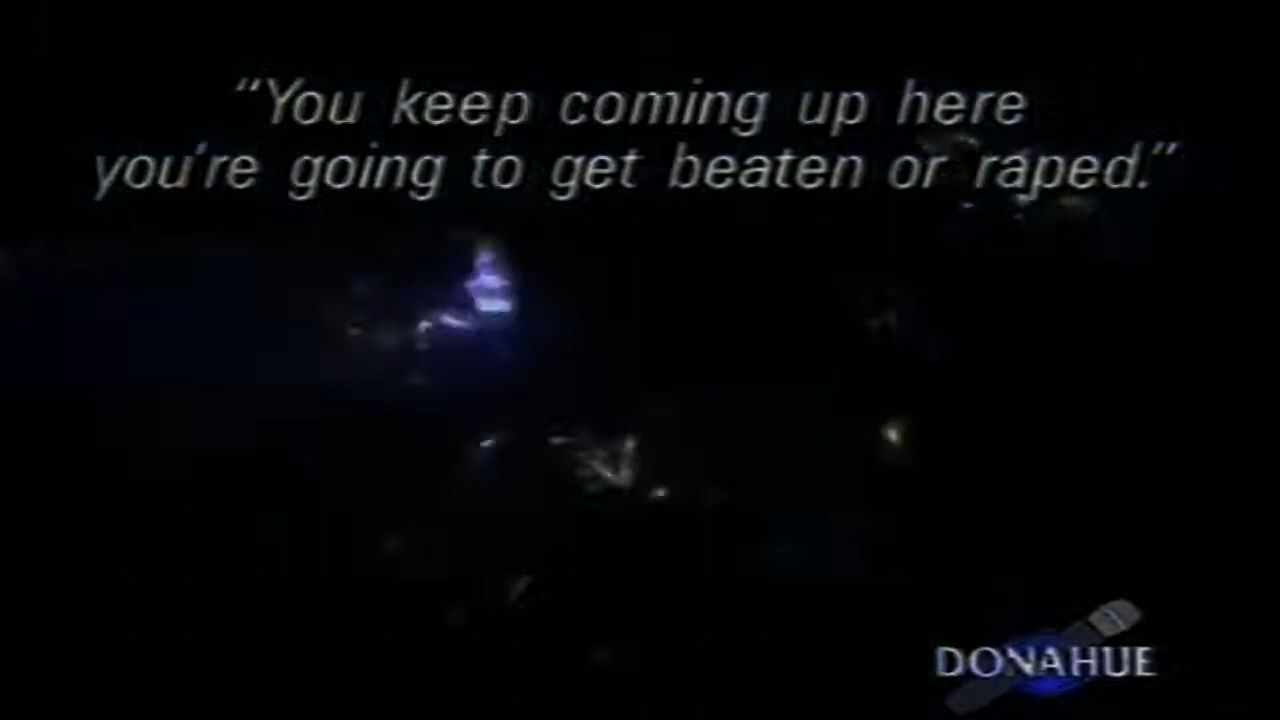 “You keep coming up here
you're going to get beaten or raped.”
DONAHUE